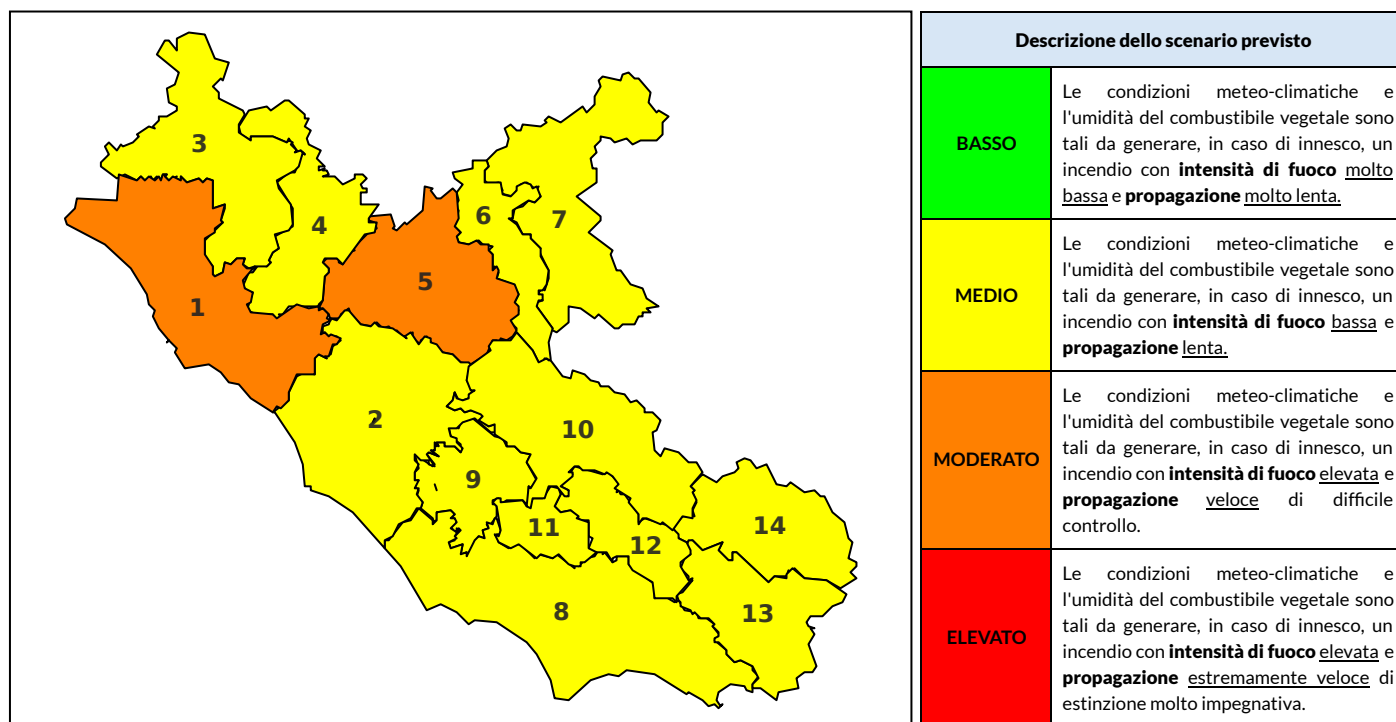 3
4
6
7
5
1
2
10
9
11
12
14
8
13
Descrizione dello scenario previsto
BASSO
Le condizioni meteo-climatiche e
l'umidità del combustibile vegetale sono
tali da generare, in caso di innesco, un
incendio con intensità di fuoco molto
bassa e propagazione molto lenta.
MEDIO
Le condizioni meteo-climatiche e
l'umidità del combustibile vegetale sono
tali da generare, in caso di innesco, un
incendio con intensità di fuoco bassa e
propagazione lenta.
MODERATO
Le condizioni meteo-climatiche e
l'umidità del combustibile vegetale sono
tali da generare, in caso di innesco, un
incendio con intensità di fuoco elevata e
propagazione veloce di difficile
controllo.
ELEVATO
Le condizioni meteo-climatiche e
l'umidità del combustibile vegetale sono
tali da generare, in caso di innesco, un
incendio con intensità di fuoco elevata e
propagazione estremamente veloce di
estinzione molto impegnativa.